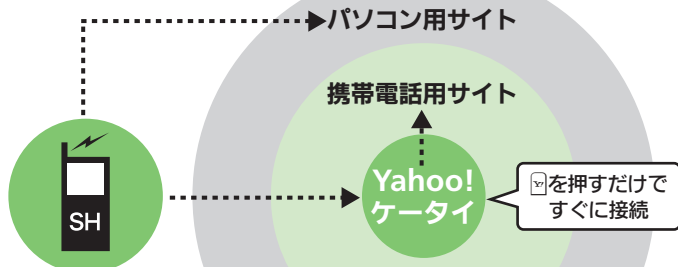 パソコン用サイト
携帯電話用サイト
Yahoo!
ケータイ
を押すだけで
すぐに接続
SH